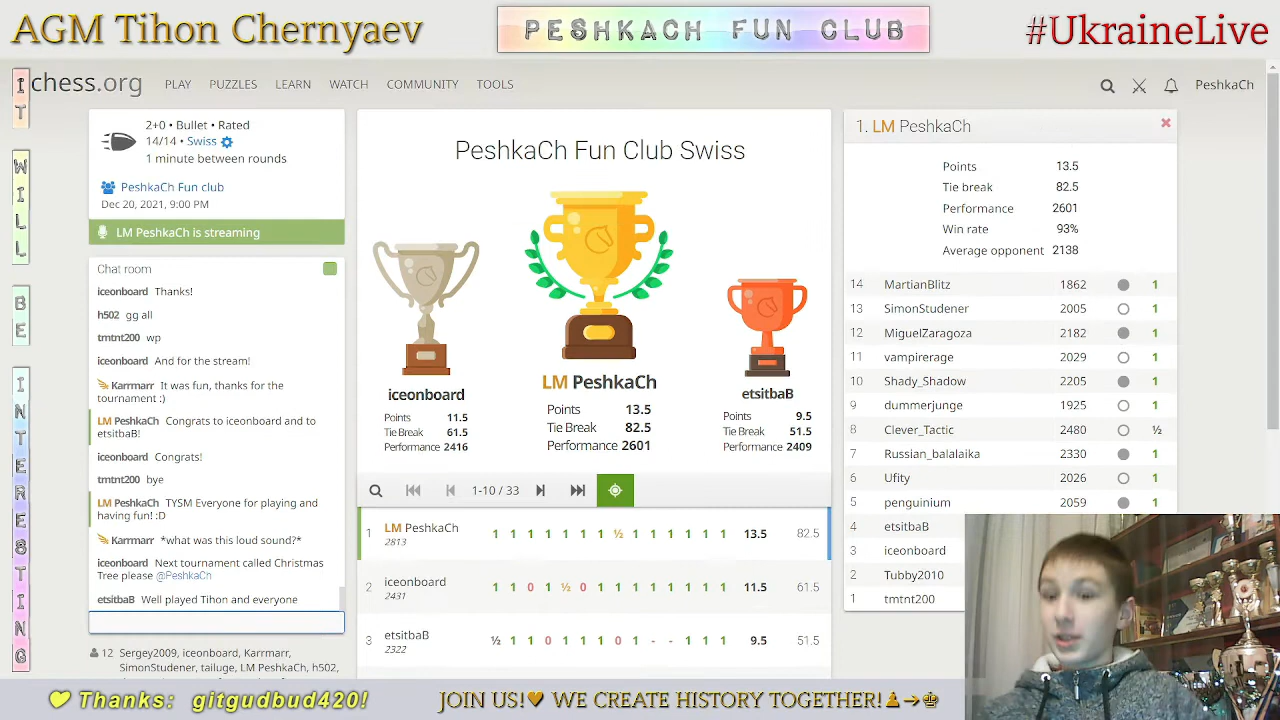 AGM Tihon Chernyaev
PESHKACH FUN CLUB
#UkraineLive
IT WILL BE INTERESTING
chess.org
PLAY PUZZLES LEARN WATCH COMMUNITY TOOLS
PeshkaCh
2+0 • Bullet • Rated
14/14 • Swiss
1 minute between rounds
PeshkaCh Fun club
Dec 20, 2021, 9:00 PM
LM PeshkaCh is streaming
Chat room
iceonboard Thanks!
h502 gg all
tmtnt200 wp
iceonboard And for the stream!
Karrmarr It was fun, thanks for the
tournament :)
LM PeshkaCh Congrats to iceonboard and to
etsitbaB!
iceonboard Congrats!
tmtnt200 bye
LM PeshkaCh TYSM Everyone for playing and
having fun! :D
Karrmarr *what was this loud sound?*
iceonboard Next tournament called Christmas
Tree please @PeshkaCh
etsitbaB Well played Tihon and everyone
12 Sergey2009, iceonboard, Karrmarr,
SimonStudener, tailuge, LM PeshkaCh, h502,
PeshkaCh Fun Club Swiss
iceonboard
Points 11.5
Tie Break 61.5
Performance 2416
LM PeshkaCh
Points 13.5
Tie Break 82.5
Performance 2601
etsitbaB
Points 9.5
Tie Break 51.5
Performance 2409
1-10 / 33
1 LM PeshkaCh 1 1 1 1 1 1 1 ½ 1 1 1 1 1 1 13.5 82.5
2813
2 iceonboard 1 1 0 1 ½ 0 1 1 1 1 1 1 1 1 11.5 61.5
2431
3 etsitbaB ½ 1 1 0 1 1 1 0 1 - - 1 1 1 9.5 51.5
2322
1. LM PeshkaCh
Points 13.5
Tie break 82.5
Performance 2601
Win rate 93%
Average opponent 2138
14 MartianBlitz 1862 1
13 SimonStudener 2005 1
12 MiguelZaragoza 2182 1
11 vampirerage 2029 1
10 Shady_Shadow 2205 1
9 dummerjunge 1925 1
8 Clever_Tactic 2480 ½
7 Russian_balalaika 2330 1
6 Ufity 2026 1
5 penguinium 2059 1
4 etsitbaB
3 iceonboard
2 Tubby2010
1 tmtnt200
Thanks: gitgudbud420!
JOIN US!🧡 WE CREATE HISTORY TOGETHER!♟→♚